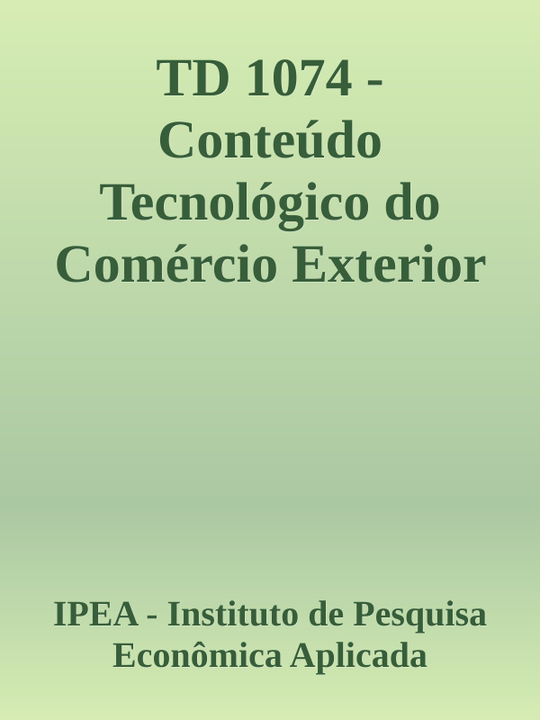 TD 1074 -
Conteúdo
Tecnológico do
Comércio Exterior
IPEA - Instituto de Pesquisa
Econômica Aplicada